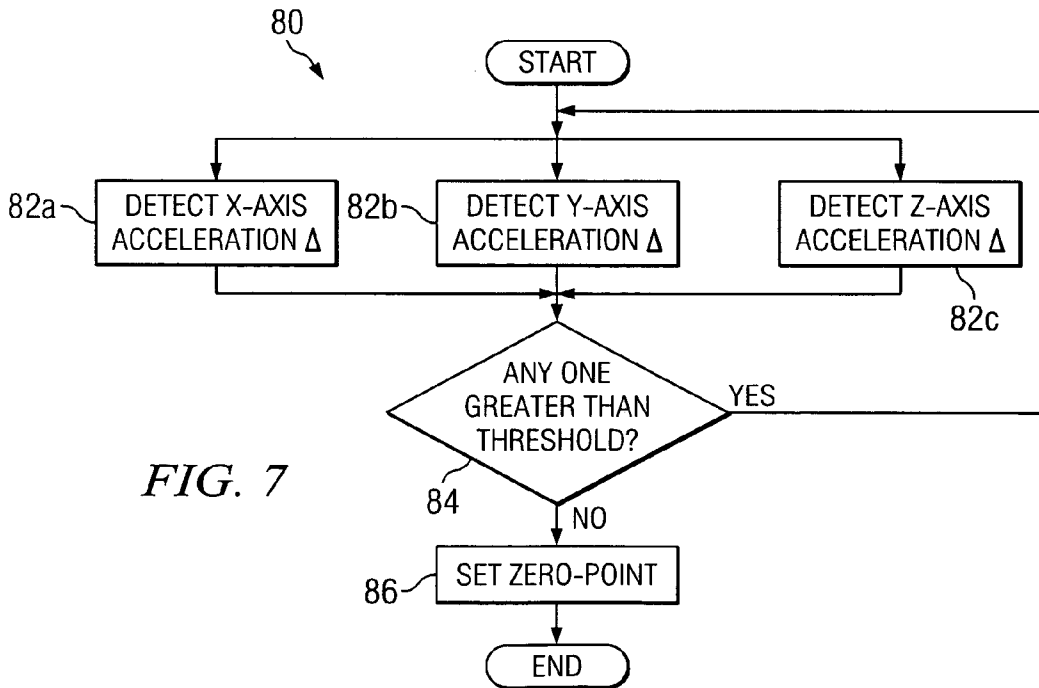 80
START
82a
DETECT X-AXIS
ACCELERATION Δ
82b
DETECT Y-AXIS
ACCELERATION Δ
DETECT Z-AXIS
ACCELERATION Δ
82c
ANY ONE
GREATER THAN
THRESHOLD?
YES
84
FIG. 7
NO
86
SET ZERO-POINT
END